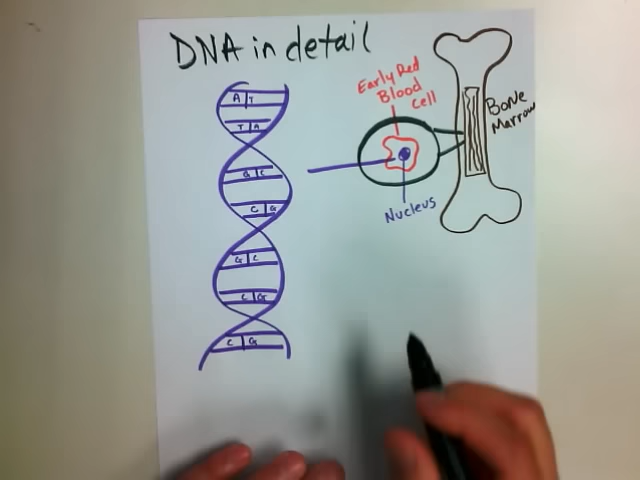 DNA in detail
Early Red
Blood
Cell
Bone
Marrow
Nucleus
A T
T A
G C
C G
G C
C G
C G